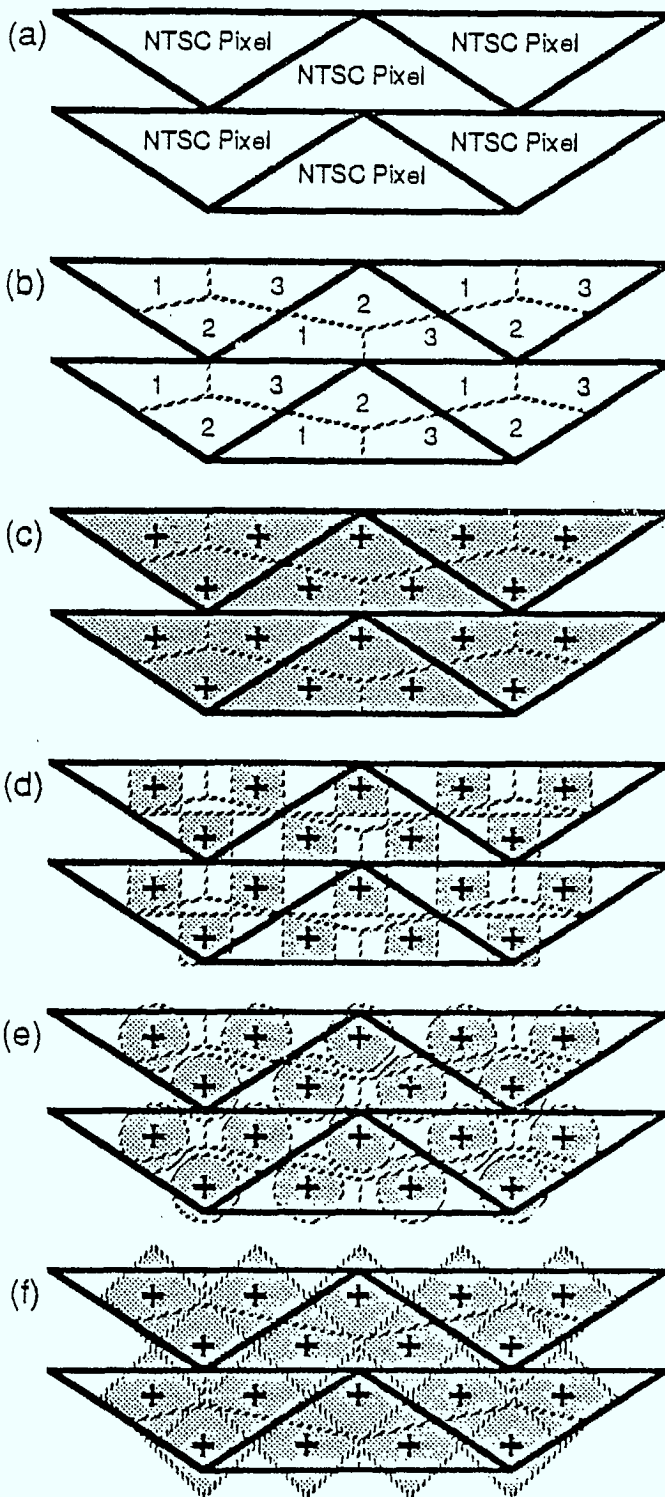 (a)
NTSC Pixel NTSC Pixel
NTSC Pixel
NTSC Pixel NTSC Pixel
NTSC Pixel
(b)
1 3 2 1 3
2 1 3 2
1 3 2 1 3
2 1 3 2
(c)
+ + + + +
+ + + +
+ + + + +
+ + + +
(d)
+ + + + +
+ + + +
+ + + + +
+ + + +
(e)
+ + + + +
+ + + +
+ + + + +
+ + + +
(f)
+ + + + +
+ + + +
+ + + + +
+ + + +